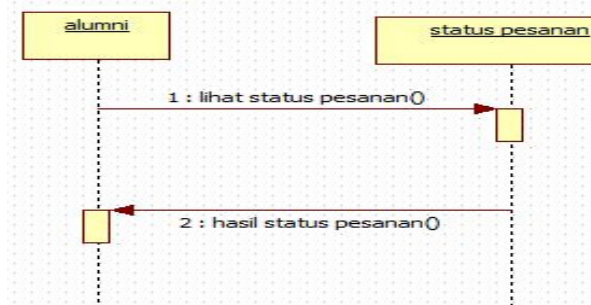 alumni
status pesanan
1 : lihat status pesanan()
2 : hasil status pesanan()